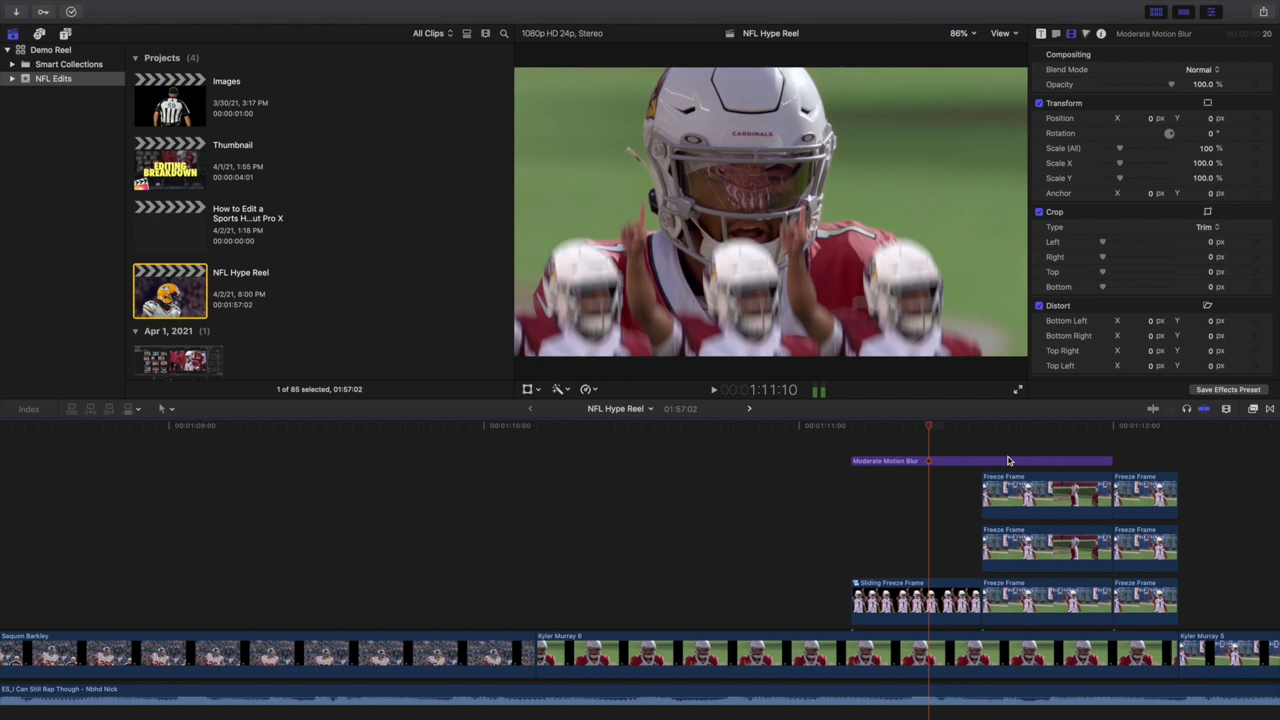 All Clips
1080p HD 24p, Stereo
NFL Hype Reel
86%
View
Moderate Motion Blur
00:00:00:20
Demo Reel
Smart Collections
NFL Edits
Projects (4)
Images
3/30/21, 3:17 PM
00:00:01:00
Thumbnail
4/1/21, 1:55 PM
00:00:04:01
EDITING
BREAKDOWN
How to Edit a
Sports H...ut Pro X
4/2/21, 1:18 PM
00:00:00:00
NFL Hype Reel
4/2/21, 8:00 PM
00:01:57:02
Apr 1, 2021 (1)
1 of 85 selected, 01:57:02
CARDINALS
00:00:1:11:10
Compositing
Blend Mode Normal
Opacity 100.0 %
Transform
Position X 0 px Y 0 px
Rotation 0 °
Scale (All) 100 %
Scale X 100.0 %
Scale Y 100.0 %
Anchor X 0 px Y 0 px
Crop
Type Trim
Left 0 px
Right 0 px
Top 0 px
Bottom 0 px
Distort
Bottom Left X 0 px Y 0 px
Bottom Right X 0 px Y 0 px
Top Right X 0 px Y 0 px
Top Left X 0 px Y 0 px
Save Effects Preset
Index
NFL Hype Reel
01:57:02
00:01:09:00
00:01:10:00
00:01:11:00
00:01:12:00
Moderate Motion Blur
Freeze Frame
Freeze Frame
Freeze Frame
Freeze Frame
Sliding Freeze Frame
Freeze Frame
Freeze Frame
Saquon Barkley
Kyler Murray 6
Kyler Murray 5
ES_I Can Still Rap Though - Nbhd Nick